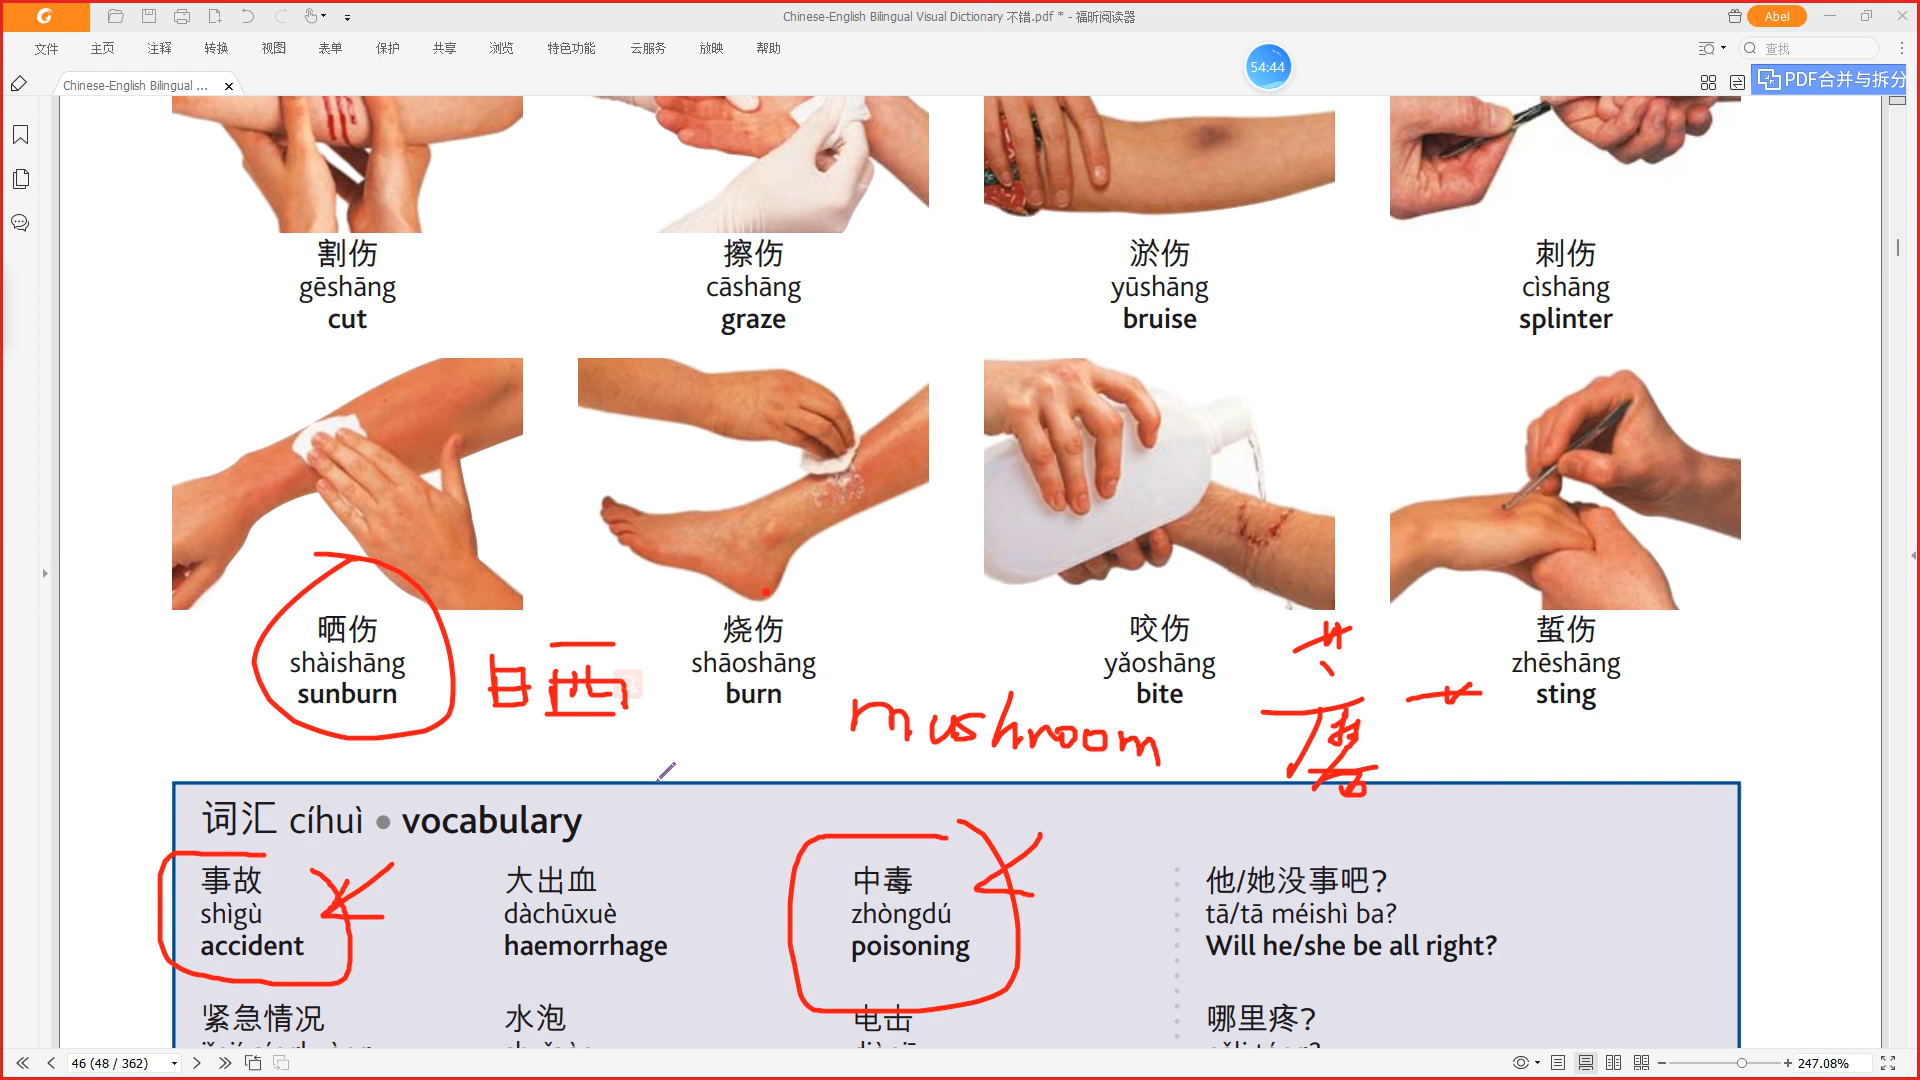 Chinese-English Bilingual Visual Dictionary 不错.pdf * - 福昕阅读器
Abel
文件 主页 注释 转换 视图 表单 保护 共享 浏览 特色功能 云服务 放映 帮助
54:44
查找
Chinese-English Bilingual ...
PDF合并与拆分
割伤
gēshāng
cut
擦伤
cāshāng
graze
淤伤
yūshāng
bruise
刺伤
cìshāng
splinter
晒伤
shàishāng
sunburn
日西
烧伤
shāoshāng
burn
咬伤
yǎoshāng
bite
蜇伤
zhēshāng
sting
mushroom
词汇 cíhuì • vocabulary
事故
shìgù
accident
大出血
dàchūxuè
haemorrhage
中毒
zhòngdú
poisoning
他/她没事吧?
tā/tā méishì ba?
Will he/she be all right?
紧急情况
水泡
电击
哪里疼?
46 (48 / 362)
247.08%